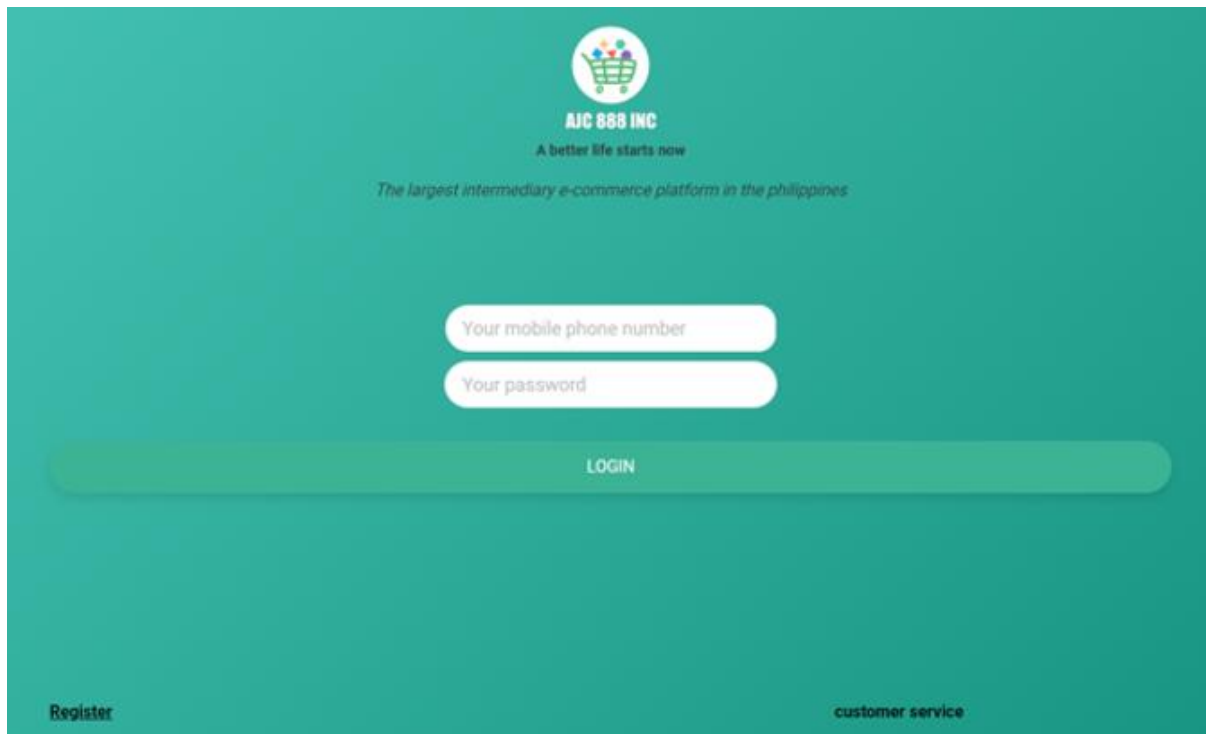 AJC 888 INC
A better life starts now
The largest intermediary e-commerce platform in the philippines
Your mobile phone number
Your password
LOGIN
Register
customer service